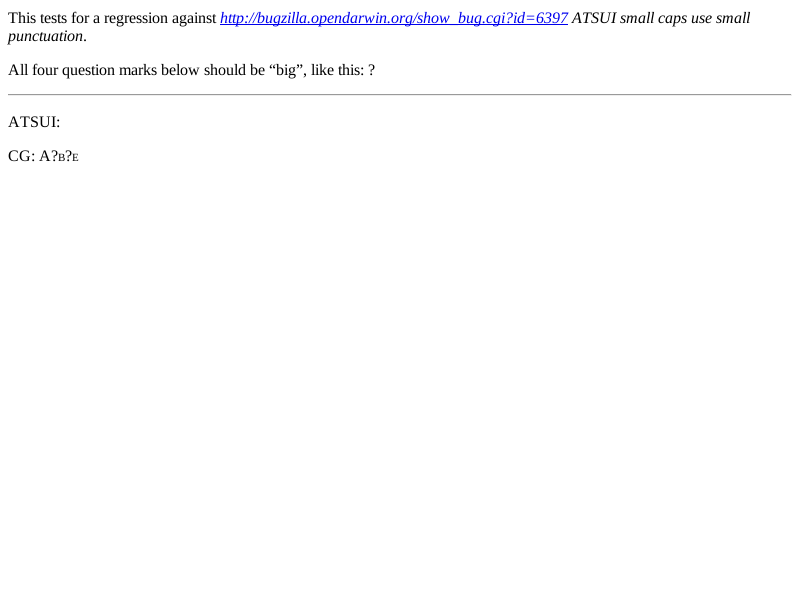 This tests for a regression against http://bugzilla.opendarwin.org/show_bug.cgi?id=6397 ATSUI small caps use small
punctuation.
All four question marks below should be “big”, like this: ?
ATSUI:
CG: A?B?E